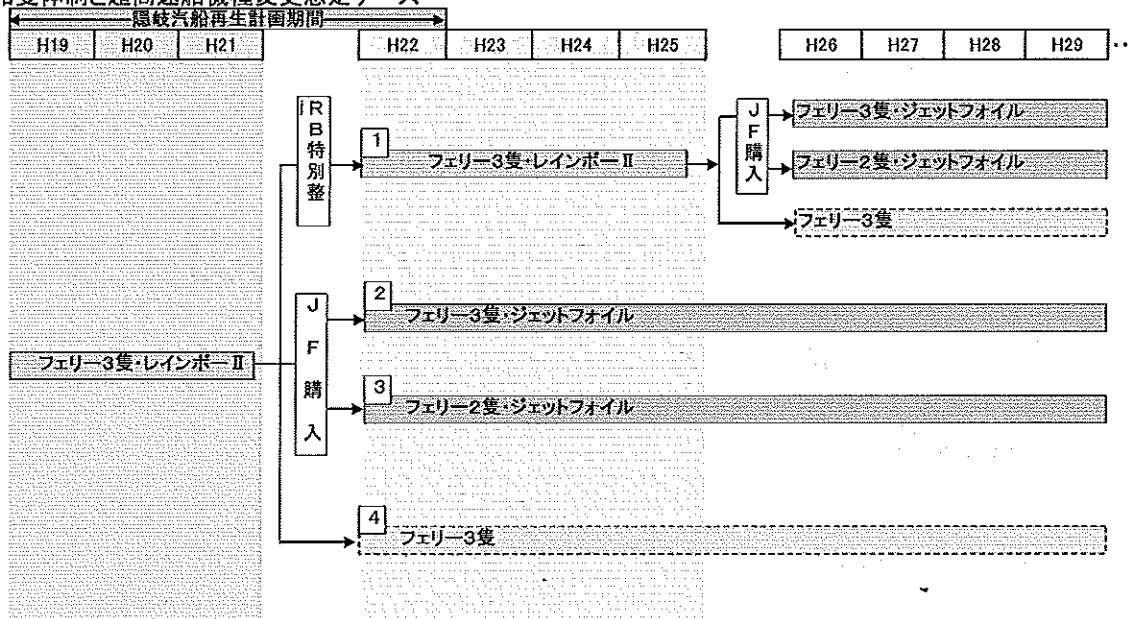 隠岐汽船再生計画期間
H19 H20 H21 H22 H23 H24 H25 H26 H27 H28 H29 ‥
RB特別整
1
フェリー3隻・レインボーⅡ
JF購入
フェリー3隻・ジェットフォイル
フェリー2隻・ジェットフォイル
フェリー3隻
フェリー3隻・レインボーⅡ
JF購入
2
フェリー3隻・ジェットフォイル
3
フェリー2隻・ジェットフォイル
4
フェリー3隻